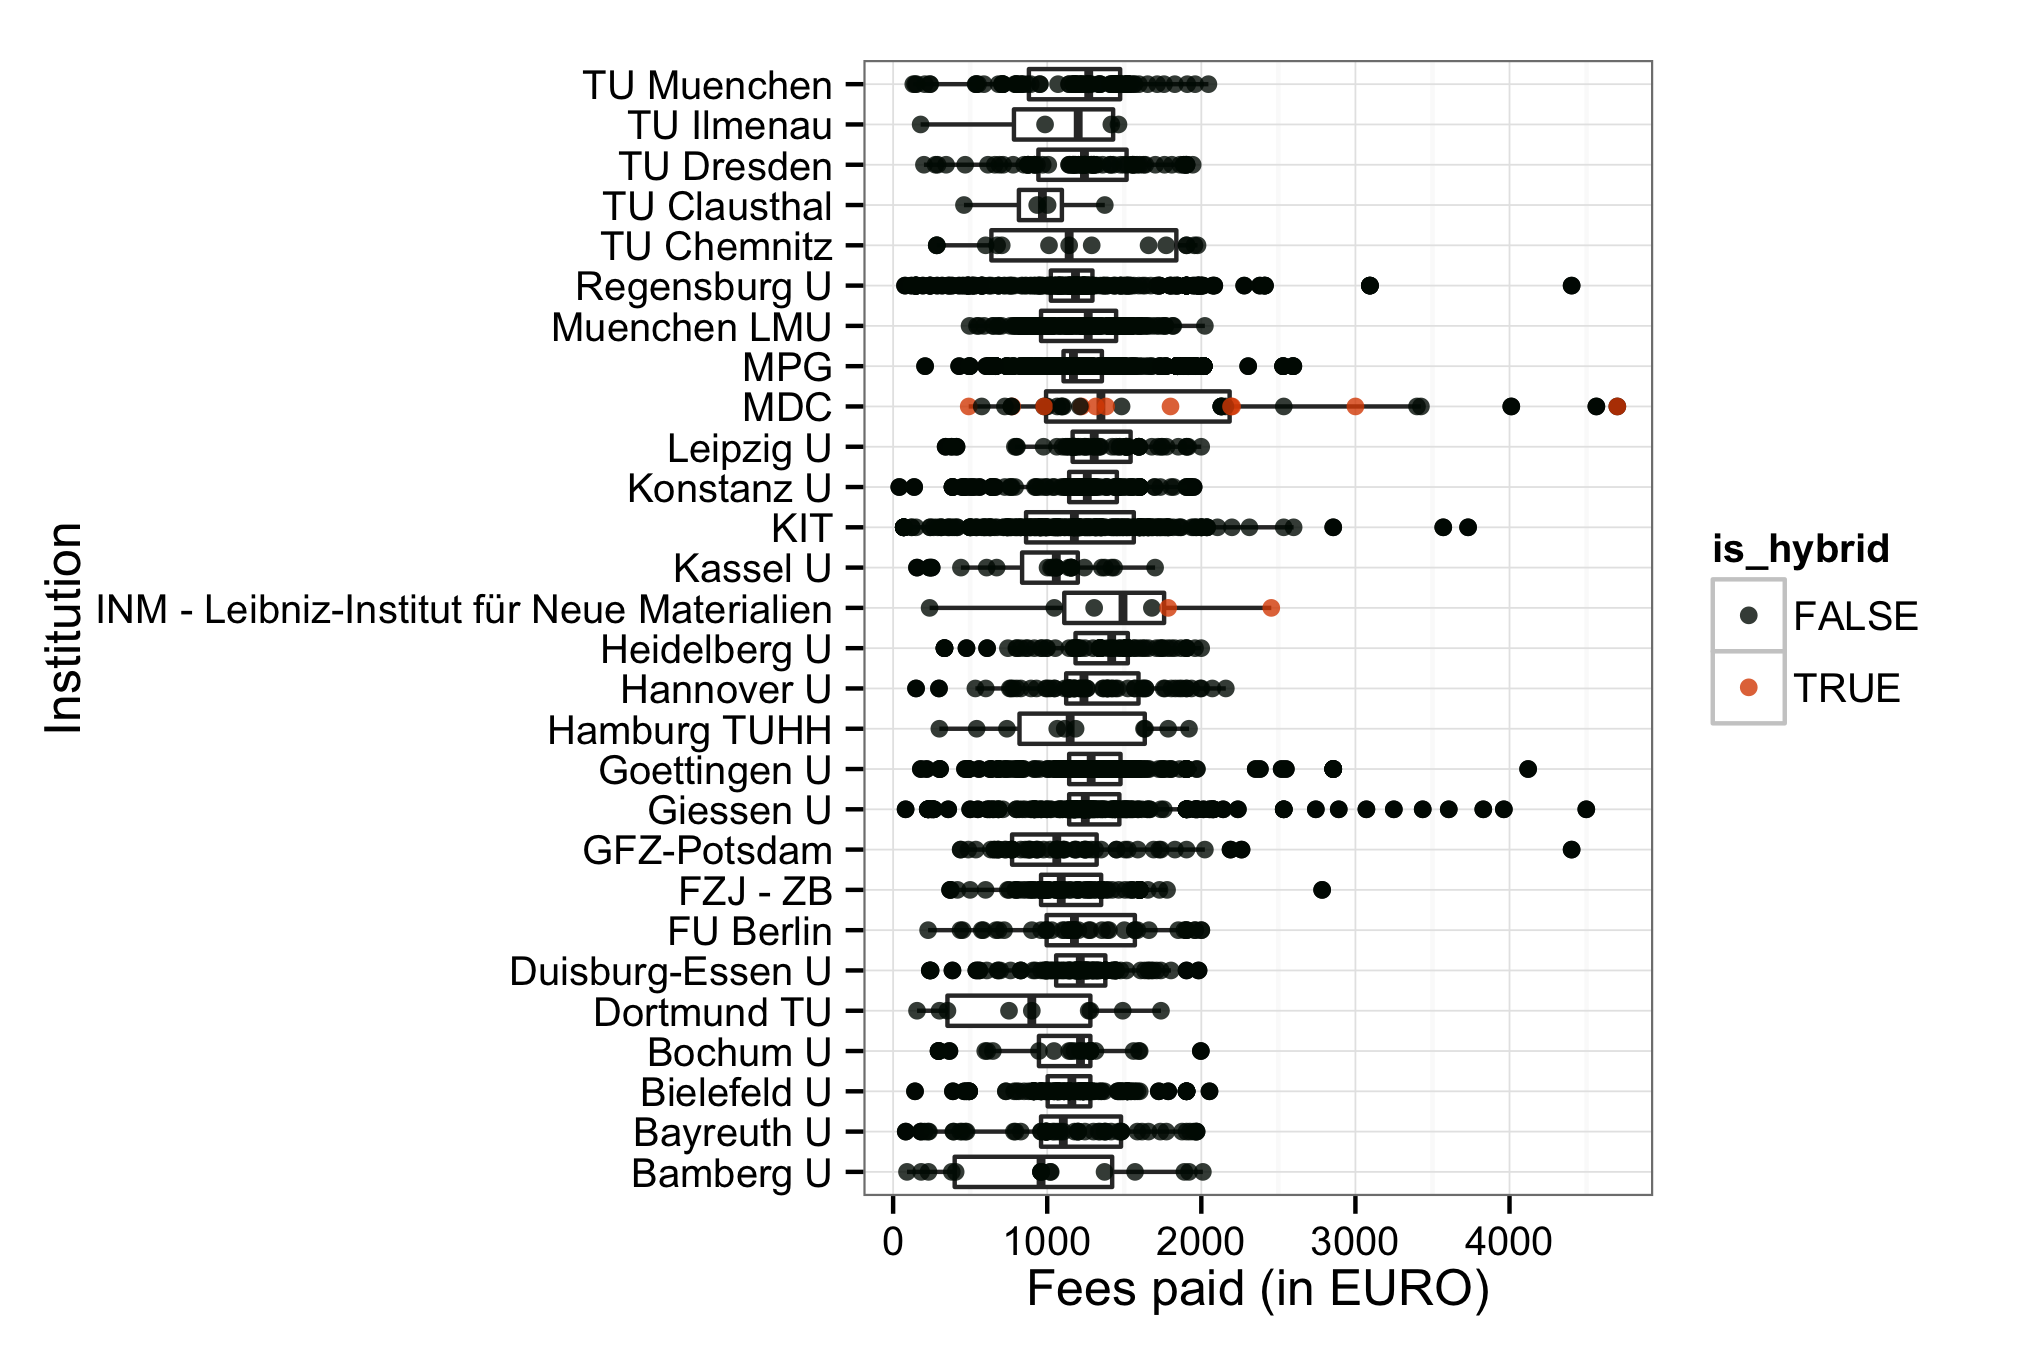 TU Muenchen
TU Ilmenau
TU Dresden
TU Clausthal
TU Chemnitz
Regensburg U
Muenchen LMU
MPG
MDC
Leipzig U
Konstanz U
KIT
Kassel U
INM - Leibniz-Institut für Neue Materialien
Heidelberg U
Hannover U
Hamburg TUHH
Goettingen U
Giessen U
GFZ-Potsdam
FZJ - ZB
FU Berlin
Duisburg-Essen U
Dortmund TU
Bochum U
Bielefeld U
Bayreuth U
Bamberg U
Institution
0 1000 2000 3000 4000
Fees paid (in EURO)
is_hybrid
FALSE
TRUE